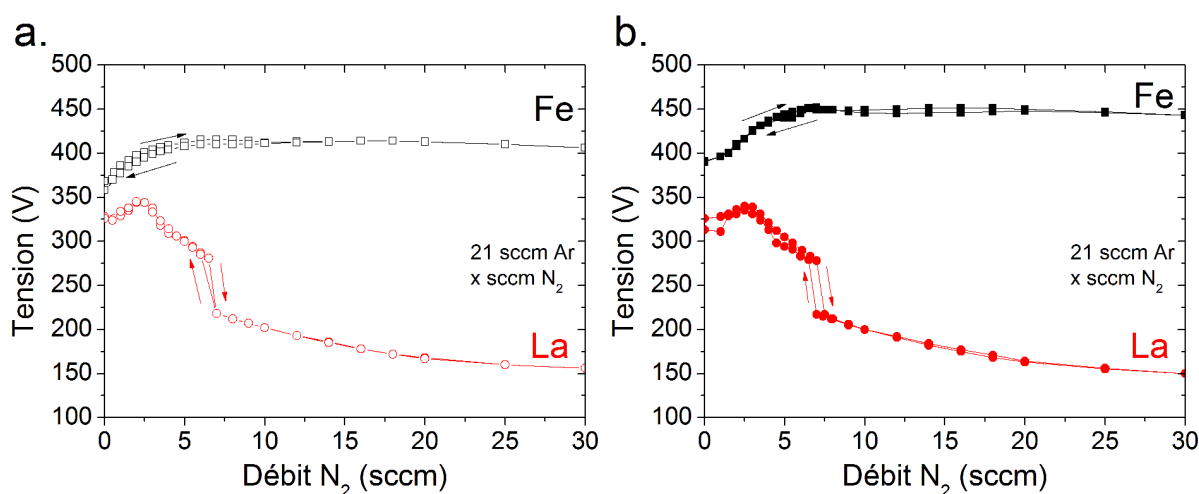 a.
500
450
400
350
300
250
200
150
100
Tension (V)
Fe
21 sccm Ar
x sccm N₂
La
0 5 10 15 20 25 30
Débit N₂ (sccm)
b.
500
450
400
350
300
250
200
150
100
Tension (V)
Fe
21 sccm Ar
x sccm N₂
La
0 5 10 15 20 25 30
Débit N₂ (sccm)